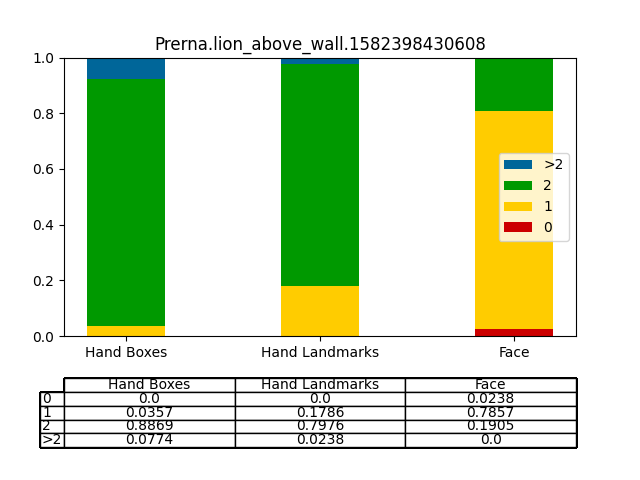 Prerna.lion_above_wall.1582398430608
1.0
0.8
0.6
0.4
0.2
0.0
>2
2
1
0
Hand Boxes Hand Landmarks Face
Hand Boxes Hand Landmarks Face
0 0.0 0.0 0.0238
1 0.0357 0.1786 0.7857
2 0.8869 0.7976 0.1905
>2 0.0774 0.0238 0.0